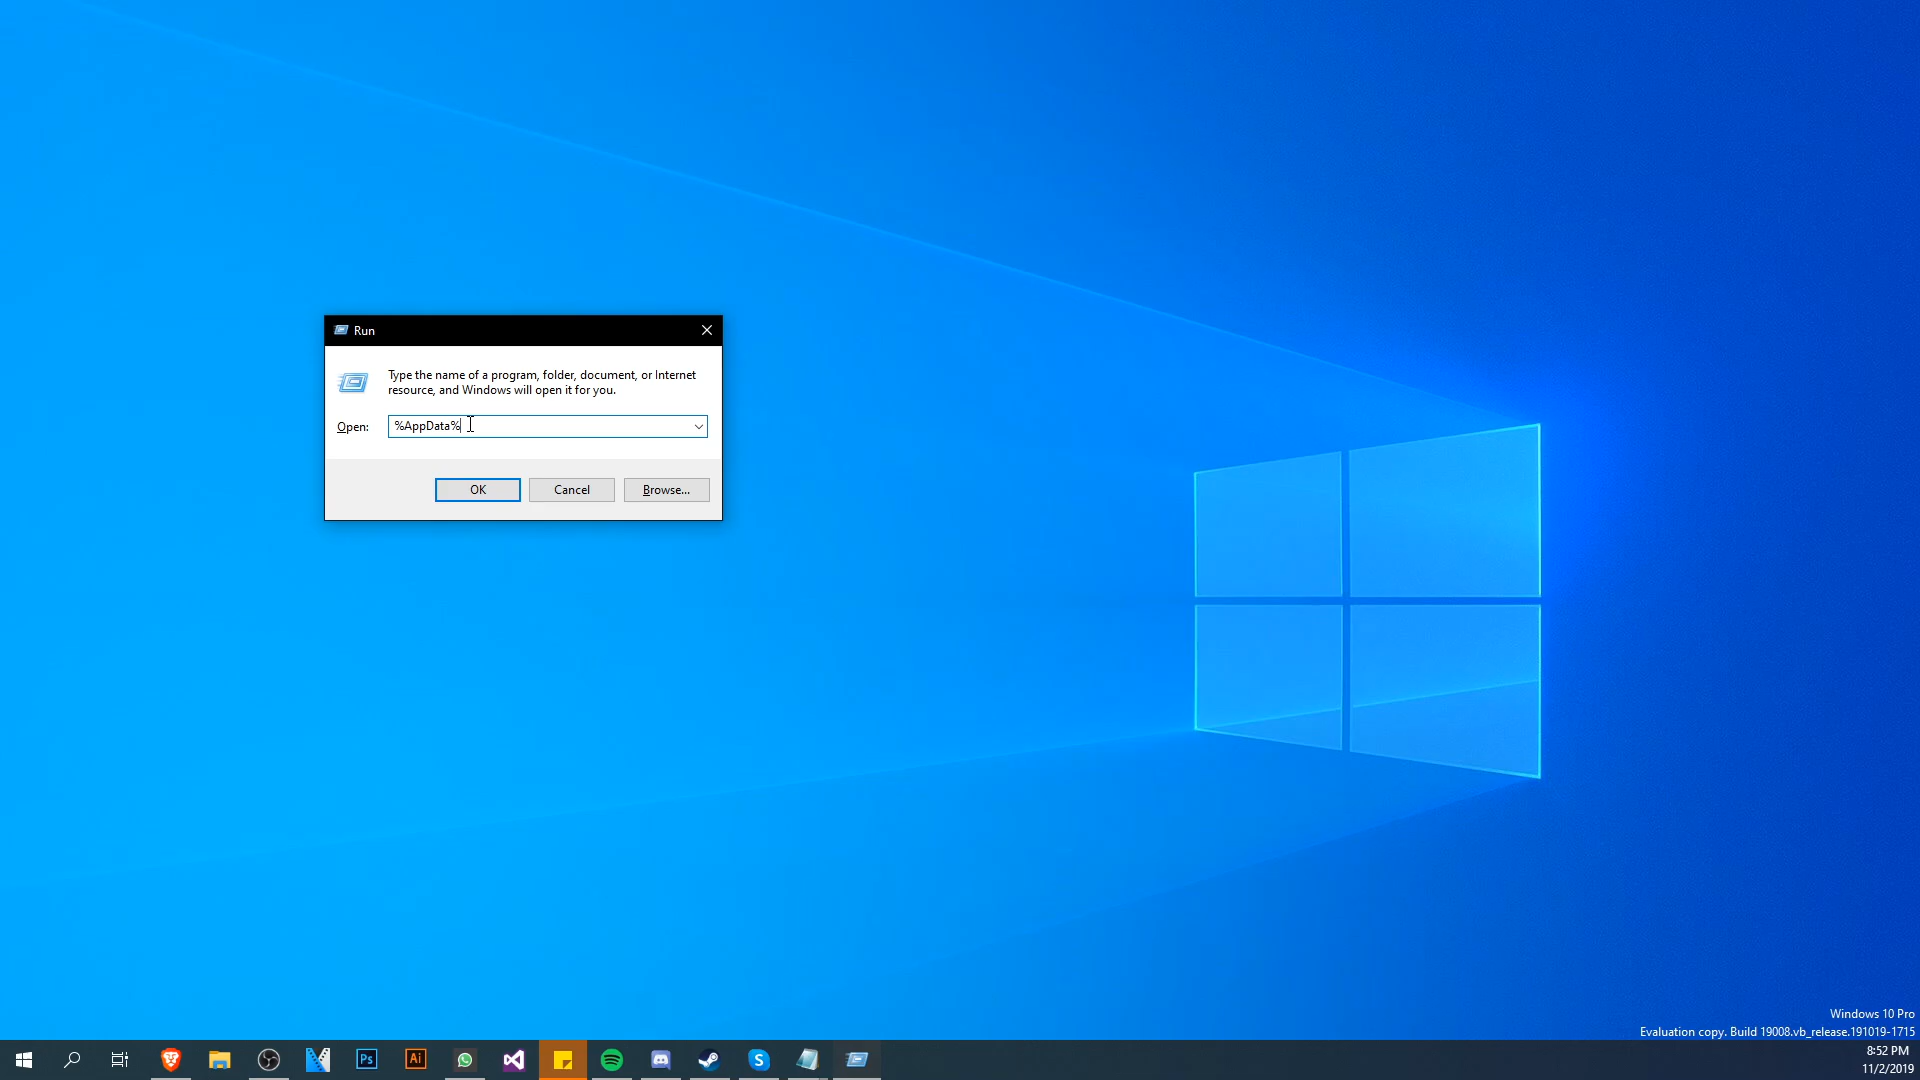 Run
Type the name of a program, folder, document, or Internet
resource, and Windows will open it for you.
Open:
%AppData%
OK
Cancel
Browse...
Windows 10 Pro
Evaluation copy. Build 19008.vb_release.191019-1715
Ps
Ai
8:52 PM
11/2/2019